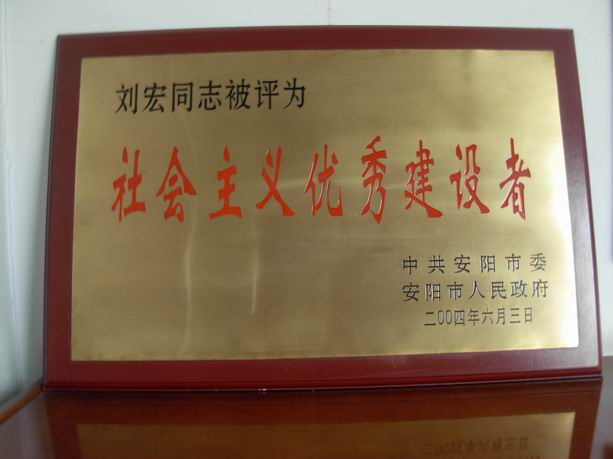 刘宏同志被评为
社会主义优秀建设者
中共安阳市委
安阳市人民政府
二00四年六月三日